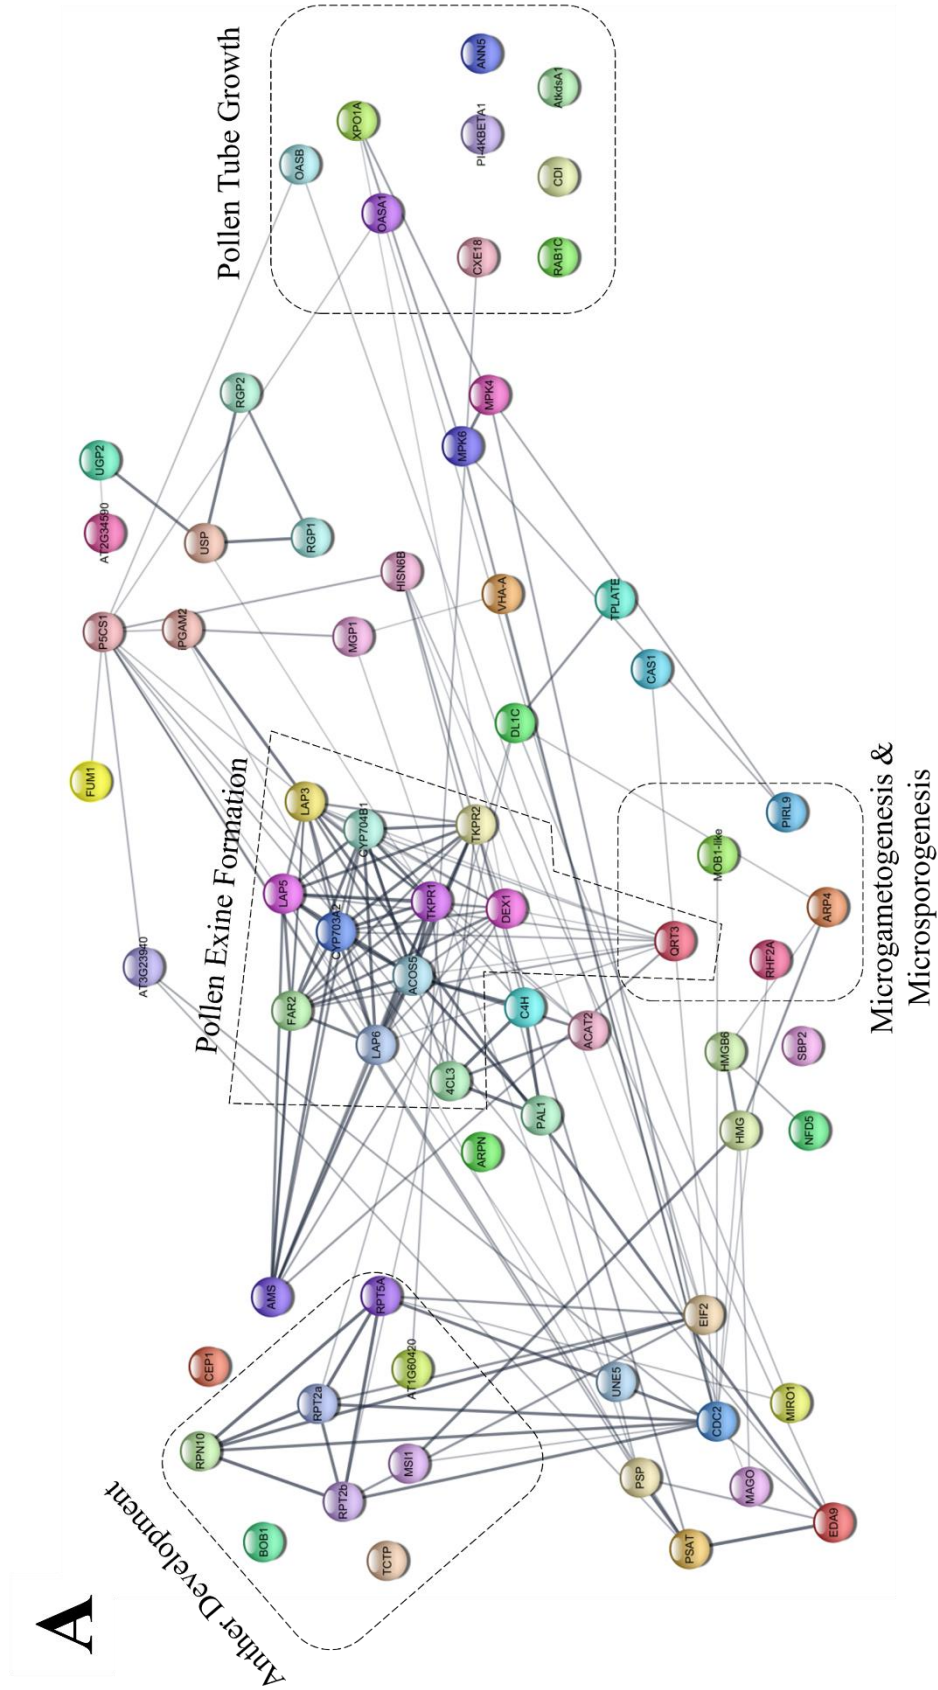 A
Anther Development
Pollen Exine Formation
Pollen Tube Growth
Microgametogenesis &
Microsporogenesis
FUM1
P5CS1
AT2G34590
UGP2
AT3G23940
PGAM2
USP
RGP2
RGP1
OASB
XPO1A
OASA1
ANN5
PI-4KBETA1
AtkdsA1
CDI
CXE18
RAB1C
HISN6B
MGP1
MPK4
MPK6
VHA-A
TPLATE
CAS1
DL1C
LAP3
CYP704B1
TKPR2
LAP5
CYP703A2
TKPR1
DEX1
FAR2
ACOS5
LAP6
C4H
4CL3
ACAT2
PAL1
ARPN
QRT3
MOB1-like
PIRL9
ARP4
RHF2A
HMGB6
SBP2
HMG
NFD5
AMS
CEP1
RPT5A
AT1G60420
RPT2a
RPN10
MSI1
RPT2b
BOB1
TCTP
EIF2
UNE5
CDC2
MIRO1
PSP
MAGO
PSAT
EDA9